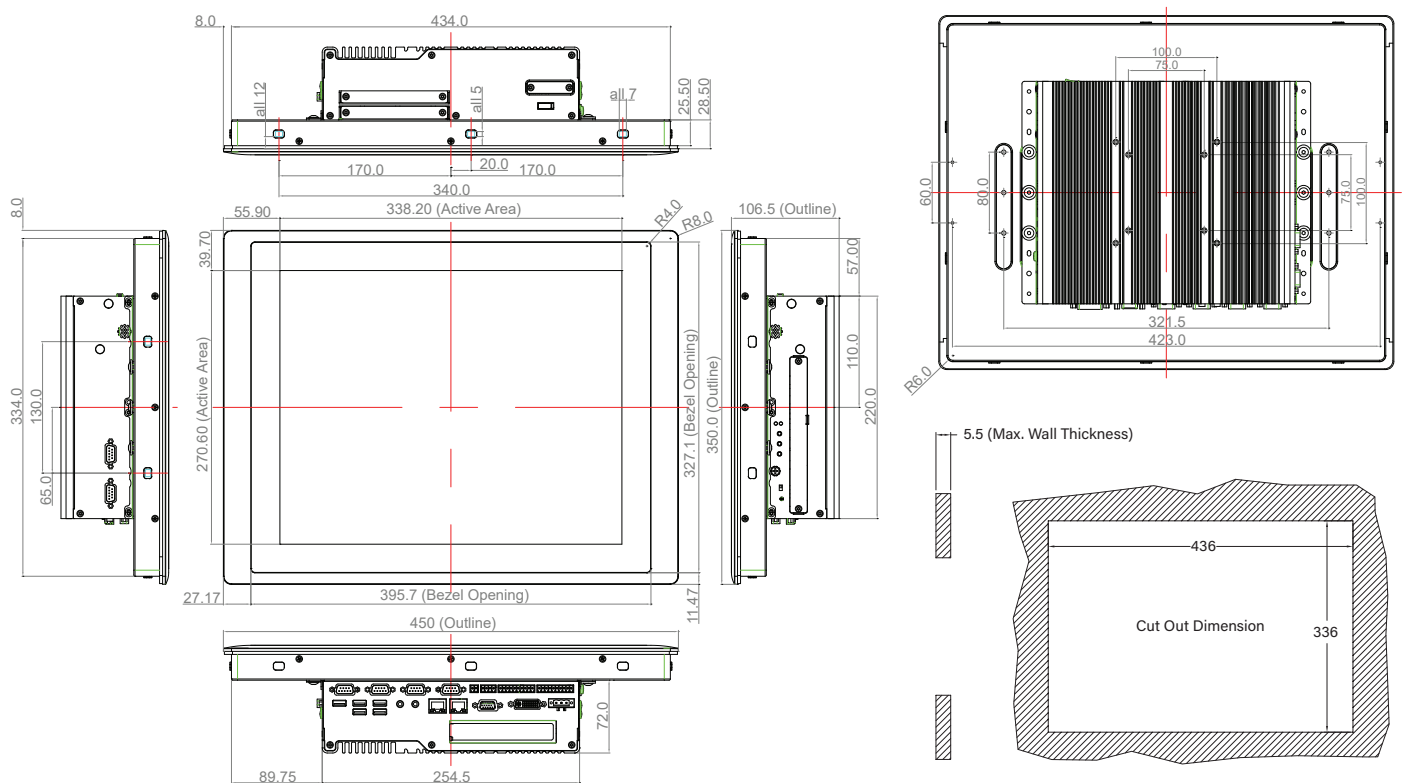 8.0
434.0
all 12
all 5
all 7
25.50
28.50
170.0
20.0
170.0
340.0
100.0
75.0
60.0
80.0
75.0
100.0
321.5
423.0
R6.0
8.0
334.0
130.0
65.0
55.90
338.20 (Active Area)
R4.0
R8.0
39.70
270.60 (Active Area)
327.1 (Bezel Opening)
350.0 (Outline)
27.17
395.7 (Bezel Opening)
11.47
450 (Outline)
106.5 (Outline)
57.00
110.0
220.0
72.0
89.75
254.5
5.5 (Max. Wall Thickness)
436
Cut Out Dimension
336